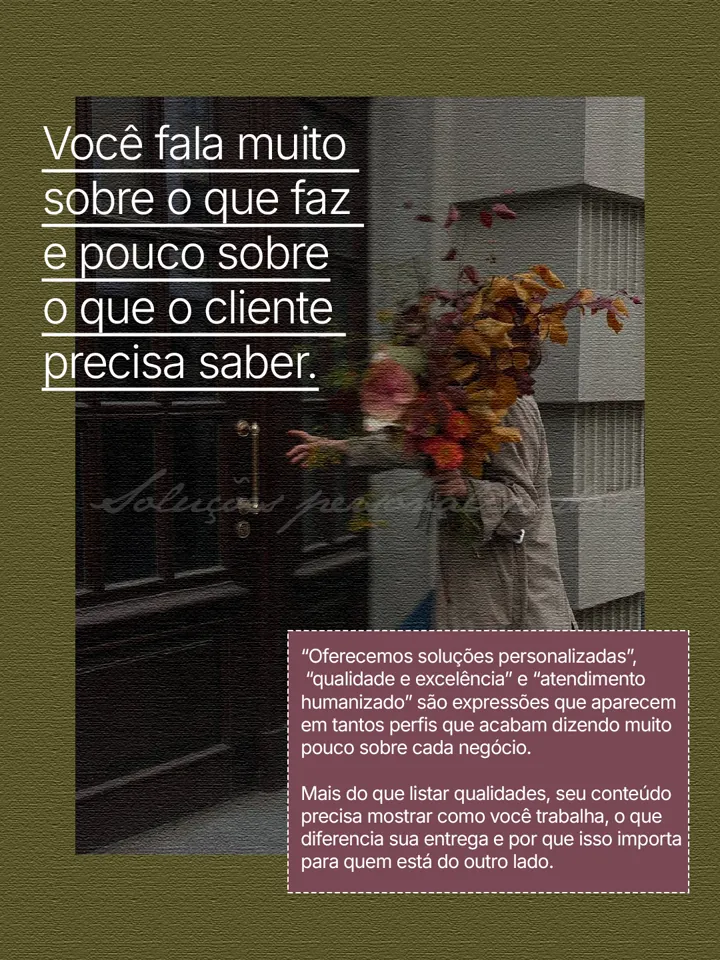 Você fala muito
sobre o que faz
e pouco sobre
o que o cliente
precisa saber.
Soluções personalizadas
“Oferecemos soluções personalizadas”,
“qualidade e excelência” e “atendimento
humanizado” são expressões que aparecem
em tantos perfis que acabam dizendo muito
pouco sobre cada negócio.
Mais do que listar qualidades, seu conteúdo
precisa mostrar como você trabalha, o que
diferencia sua entrega e por que isso importa
para quem está do outro lado.